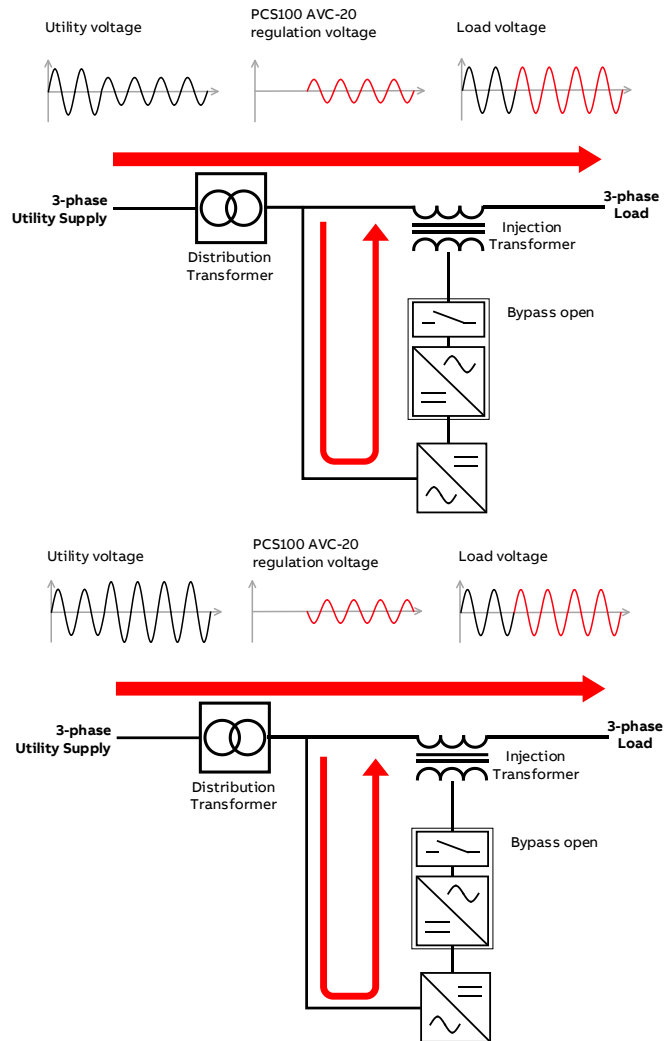 Utility voltage
PCS100 AVC-20
regulation voltage
Load voltage
3-phase
Utility Supply
Distribution
Transformer
Injection
Transformer
3-phase
Load
Bypass open
Utility voltage
PCS100 AVC-20
regulation voltage
Load voltage
3-phase
Utility Supply
Distribution
Transformer
Injection
Transformer
3-phase
Load
Bypass open